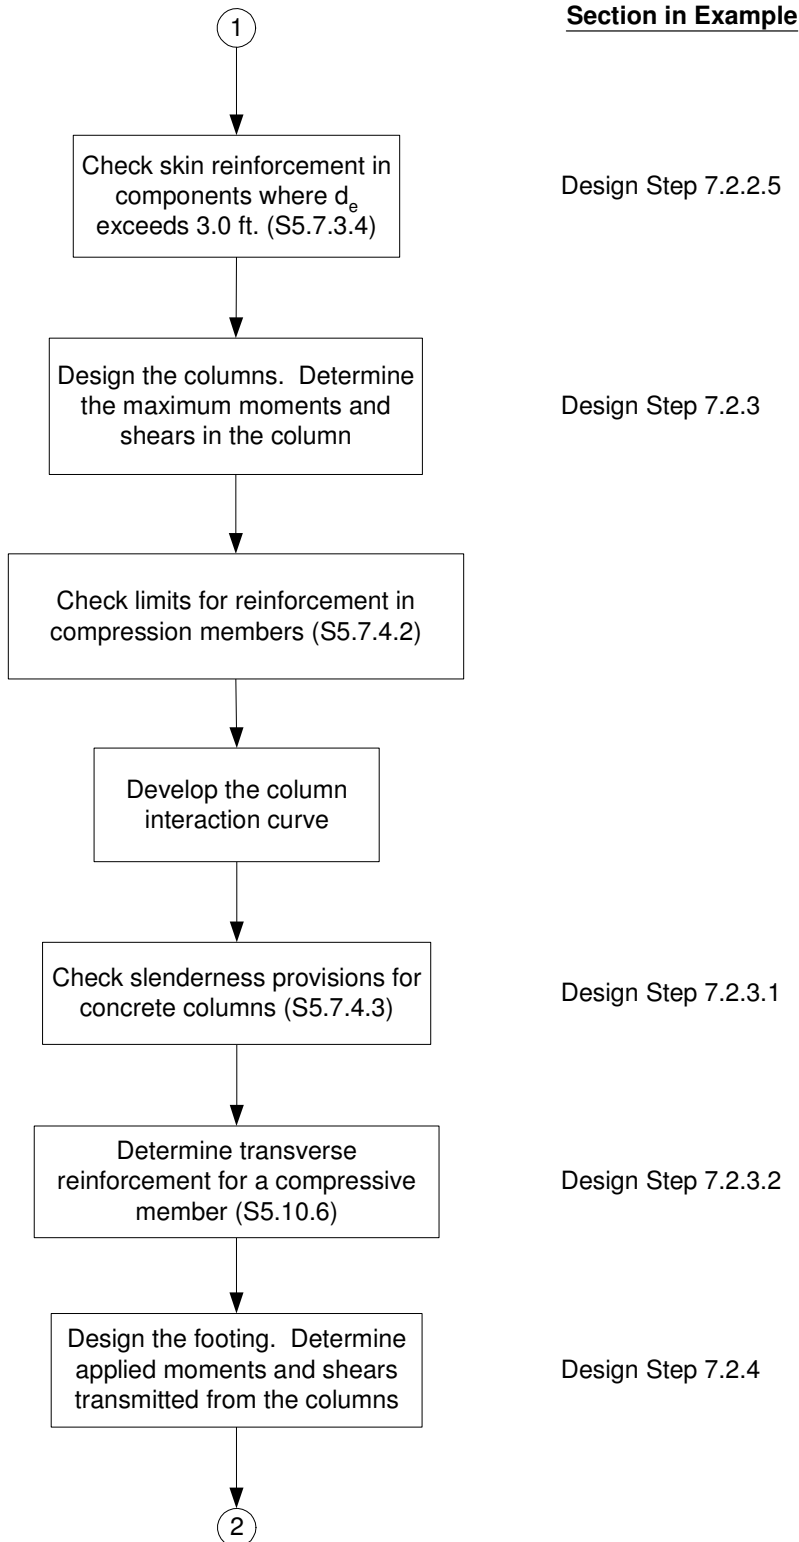 Section in Example
1
Check skin reinforcement in
components where de
exceeds 3.0 ft. (S5.7.3.4)
Design Step 7.2.2.5
Design the columns.  Determine
the maximum moments and
shears in the column
Design Step 7.2.3
Check limits for reinforcement in
compression members (S5.7.4.2)
Develop the column
interaction curve
Check slenderness provisions for
concrete columns (S5.7.4.3)
Design Step 7.2.3.1
Determine transverse
reinforcement for a compressive
member (S5.10.6)
Design Step 7.2.3.2
Design the footing.  Determine
applied moments and shears
transmitted from the columns
Design Step 7.2.4
2